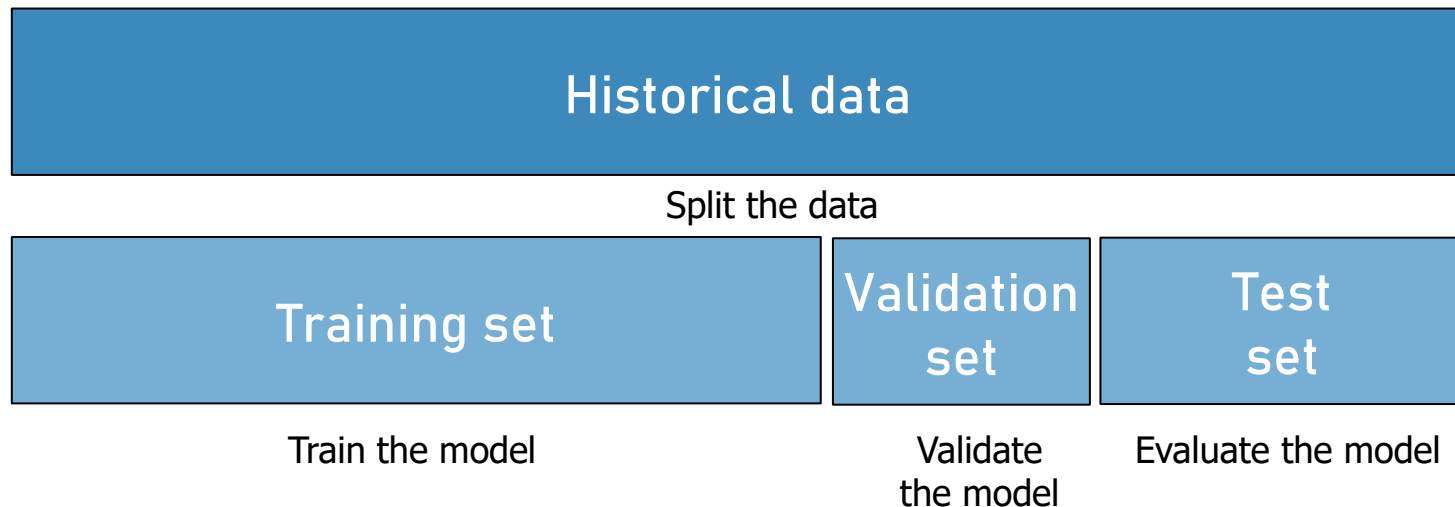 Historical data
Split the data
Training set
Validation
set
Test
set
Train the model
Validate
the model
Evaluate the model